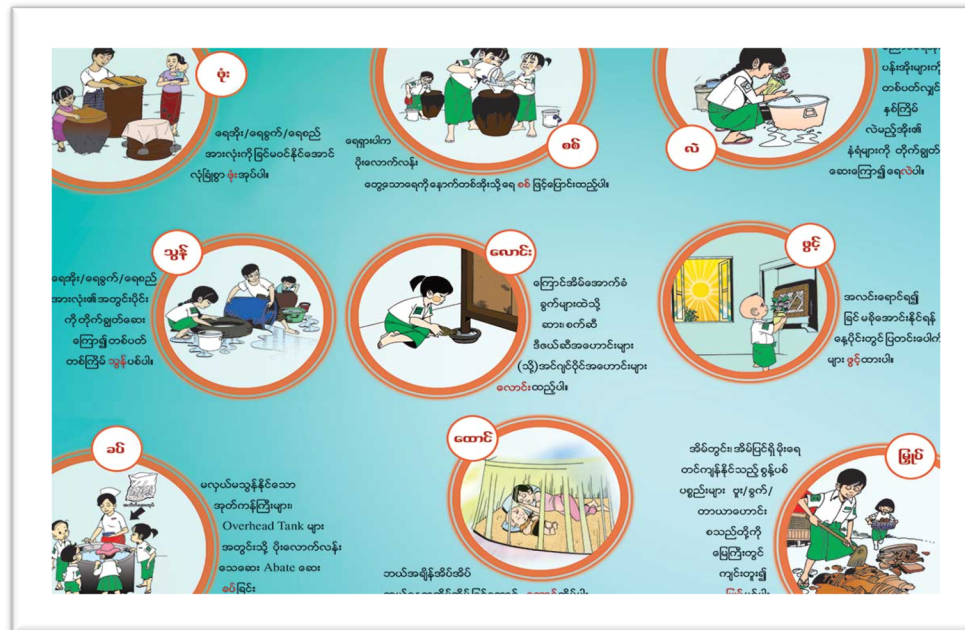 ဖုံး
ရေအိုး/ရေခွက်/ရေစည်
အားလုံးကိုခြင်မဝင်နိုင်အောင်
လုံခြုံစွာ ဖုံးအုပ်ပါ။
စစ်
ရေရှားပါက
ပိုးလောက်လန်း
တွေ့သောရေကိုနောက်တစ်အိုးသို့ ရေ စစ် ဖြင့်ပြောင်းထည့်ပါ။
လဲ
ပန်းအိုးများကို
တစ်ပတ်လျှင်
နှစ်ကြိမ်
လဲမည့်အိုး၏
နံရံများကို တိုက်ချွတ်
ဆေးကြော၍ ရေလဲပါ။
သွန်
ရေအိုး/ရေခွက်/ရေစည်
အားလုံး၏အတွင်းပိုင်း
ကို တိုက်ချွတ်ဆေး
ကြော၍ တစ်ပတ်
တစ်ကြိမ် သွန်ပစ်ပါ။
လောင်း
ကြောင်အိမ်အောက်ခံ
ခွက်များထဲသို့
ဆား၊ စက်ဆီ
ဒီဇယ်ဆီအဟောင်းများ
(သို့)အင်ဂျင်ဝိုင်အဟောင်းများ
လောင်းထည့်ပါ။
ဖွင့်
အလင်းရောင်ရ၍
ခြင် မခိုအောင်းနိုင်ရန်
နေ့ပိုင်းတွင် ပြတင်းပေါက်
များ ဖွင့်ထားပါ။
ခပ်
မလှယ်မသွန်နိုင်သော
အုတ်ကန်ကြီးများ၊
Overhead Tank များ
အတွင်းသို့ ပိုးလောက်လန်း
သေဆေး Abate ဆေး
ခပ်ခြင်း
ထောင်
ဘယ်အချိန်အိပ်အိပ်
မြှုပ်
အိမ်တွင်း၊ အိမ်ပြင်ရှိ မိုးရေ
တင်ကျန်နိုင်သည့် စွန့်ပစ်
ပစ္စည်းများ ပူး/ခွက်/
တာယာဟောင်း
စသည်တို့ကို
မြေကြီးတွင်
ကျင်းတူး၍